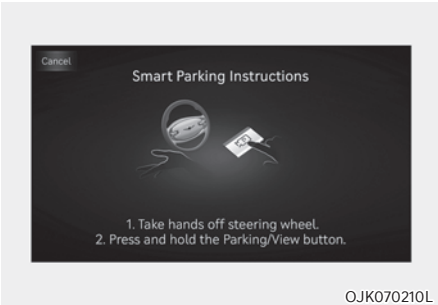 Cancel
Smart Parking Instructions
1. Take hands off steering wheel.
2. Press and hold the Parking/View button.
OJK070210L